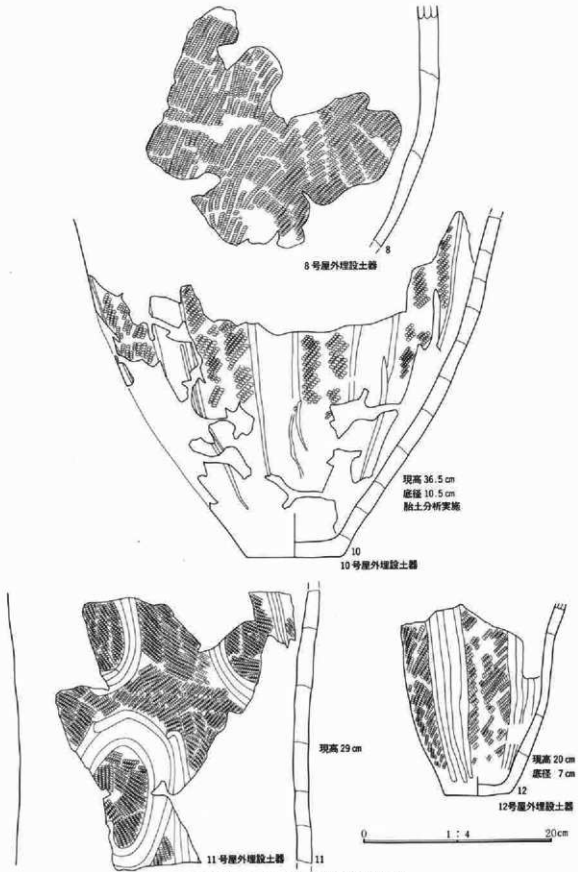 8
8号屋外埋設土器
現高 36.5 cm
底径 10.5 cm
胎土分析実施
10
10号屋外埋設土器
現高 29 cm
11号屋外埋設土器
11
現高 20 cm
底径 7 cm
12
12号屋外埋設土器
0 1:4 20cm